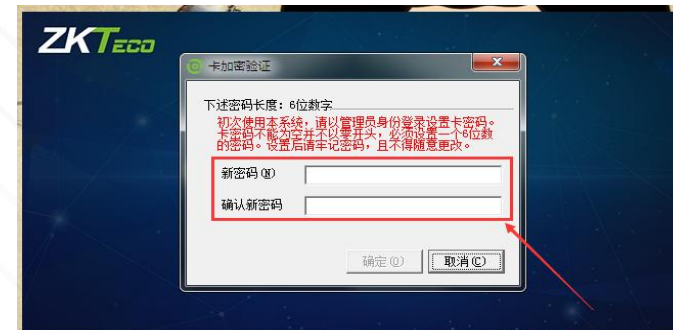 ZKTECO
卡加密验证
下述密码长度：6位数字
初次使用本系统，请以管理员身份登录设置卡密码。
卡密码不能为空并不以零开头，必须设置一个6位数
的密码。设置后请牢记密码，且不得随意更改。
新密码(N)
确认新密码
确定(O)
取消(C)